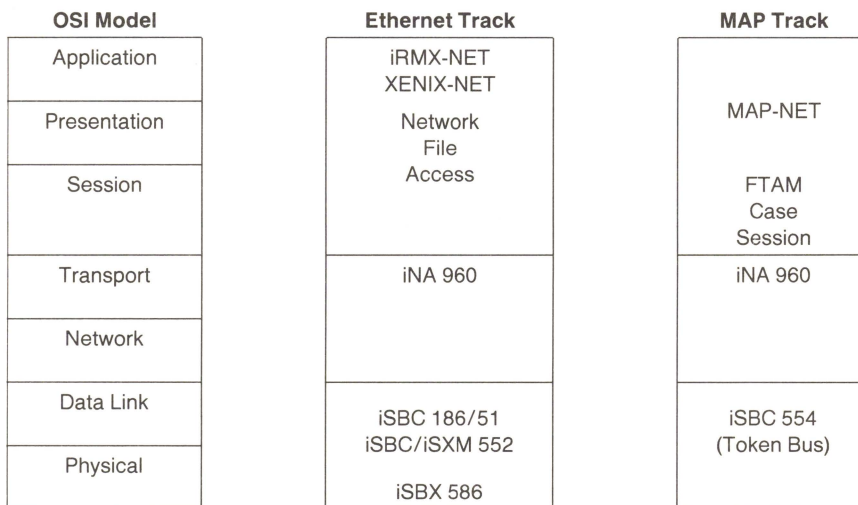 OSI Model
Application
Presentation
Session
Transport
Network
Data Link
Physical
Ethernet Track
iRMX-NET
XENIX-NET
Network
File
Access
iNA 960
iSBC 186/51
iSBC/iSXM 552
iSBX 586
MAP Track
MAP-NET
FTAM
Case
Session
iNA 960
iSBC 554
(Token Bus)